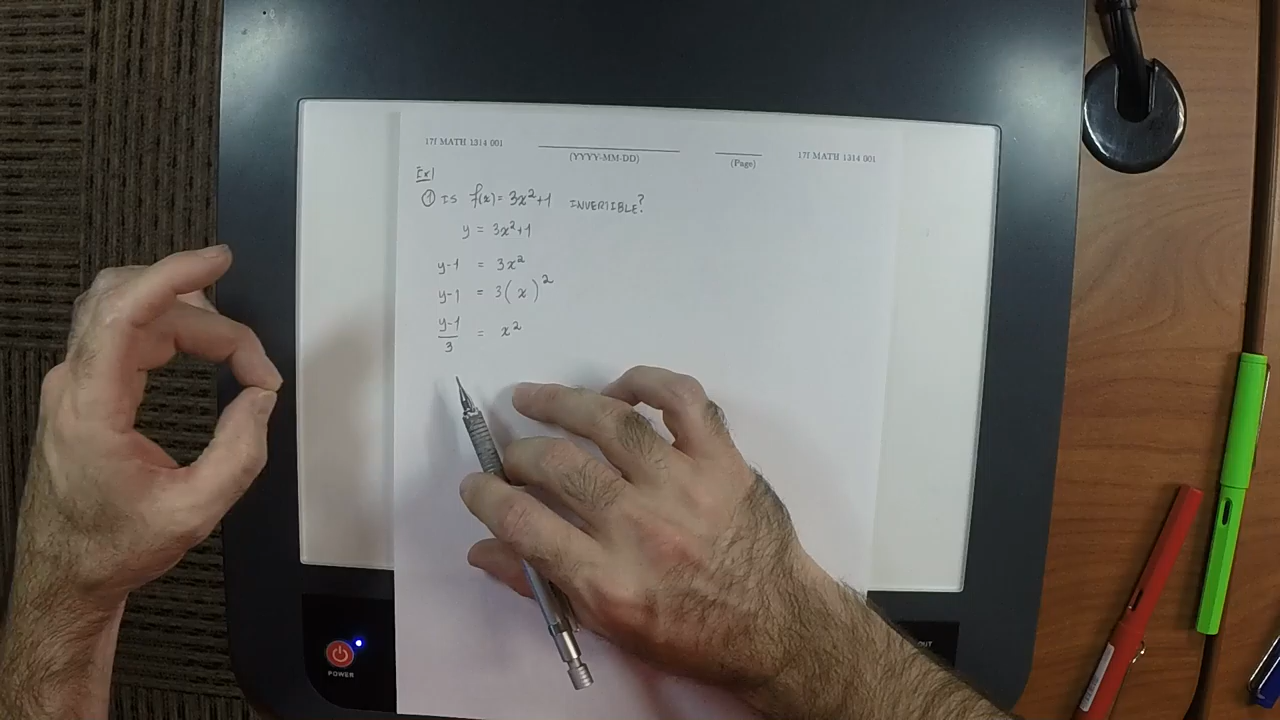 17f MATH 1314 001
(YYYY-MM-DD)
(Page)
17f MATH 1314 001
Ex1
① IS f(x) = 3x²+1 INVERTIBLE?
y = 3x²+1
y-1 = 3x²
y-1 = 3(x)²
y-1/3 = x²
POWER
OUT